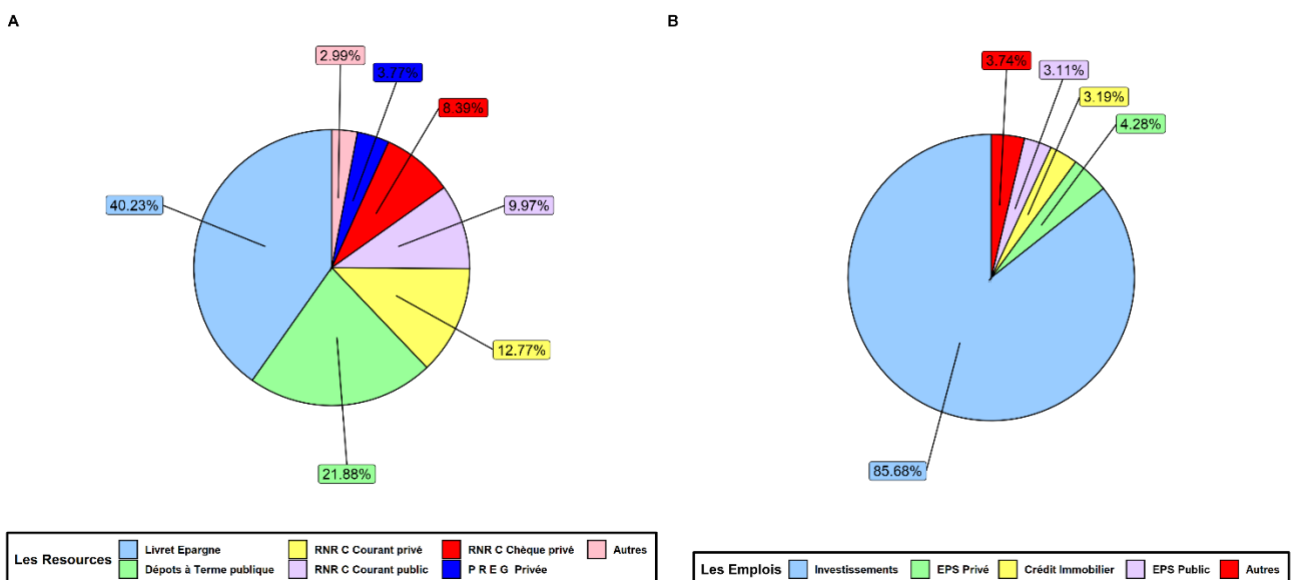 A
B
2.99%
3.77%
8.39%
40.23%
9.97%
12.77%
21.88%
3.74%
3.11%
3.19%
4.28%
85.68%
Les Resources
Livret Epargne
RNR C Courant privé
RNR C Chèque privé
Autres
Dépots à Terme publique
RNR C Courant public
P R E G Privée
Les Emplois
Investissements
EPS Privé
Crédit Immobilier
EPS Public
Autres